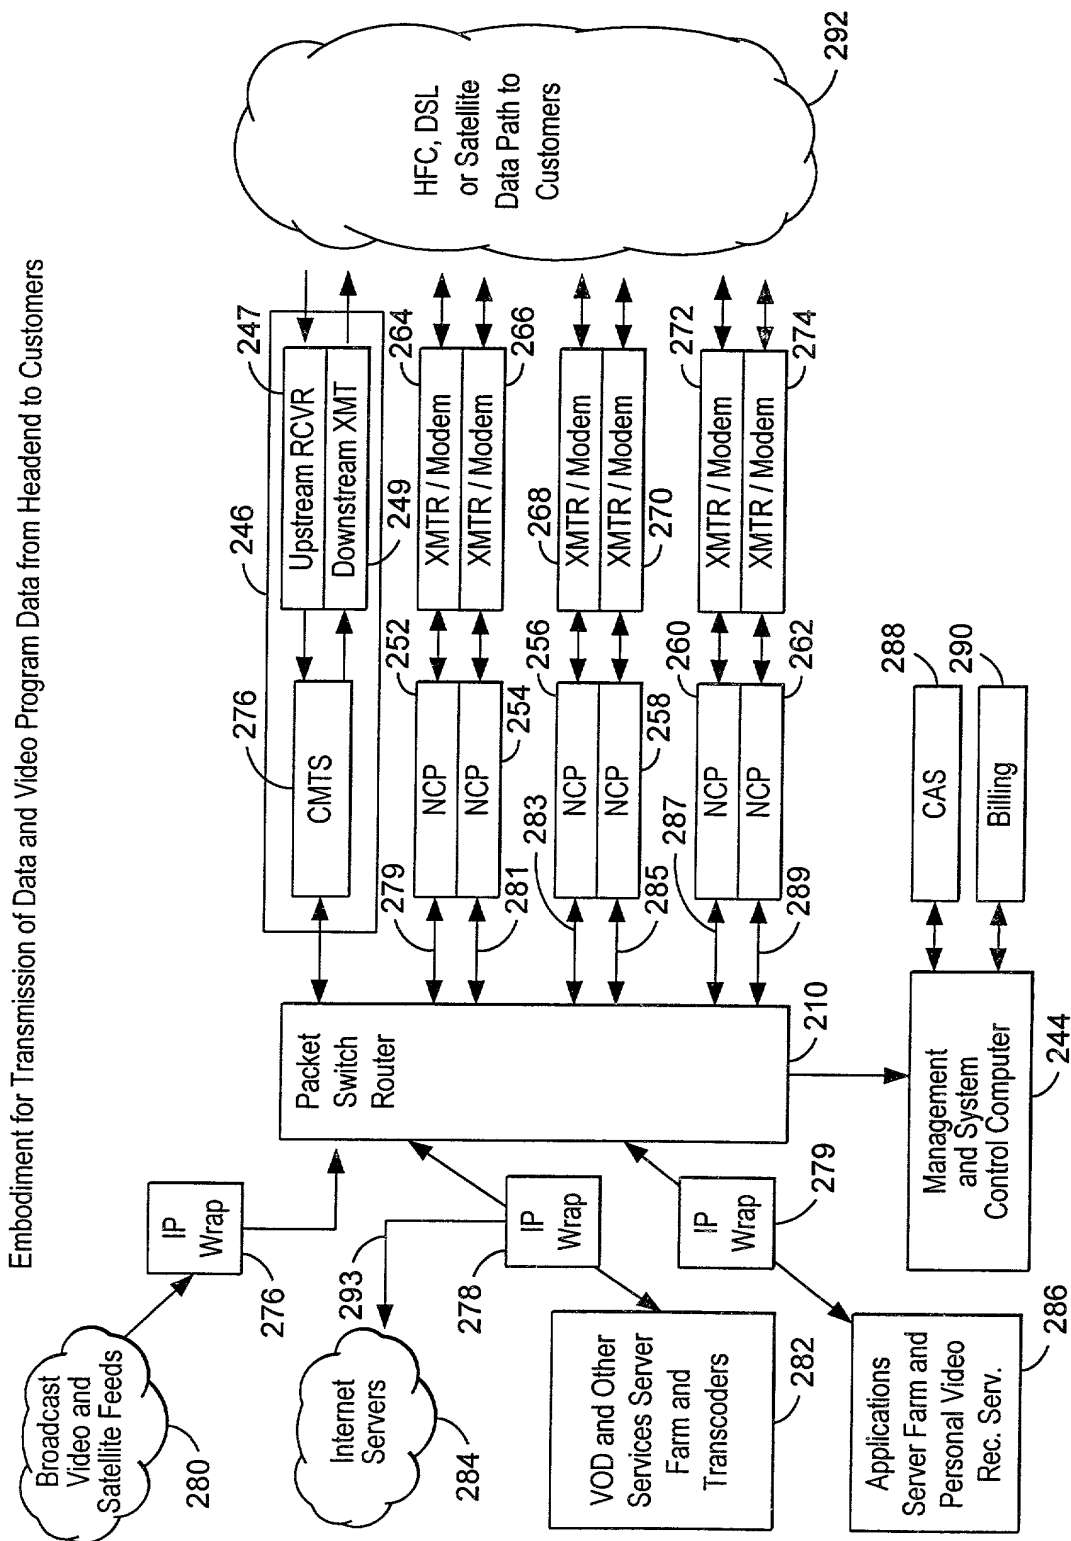 Embodiment for Transmission of Data and Video Program Data from Headend to Customers
Broadcast
Video and
Satellite Feeds
280
IP
Wrap
276
Internet
Servers
284
293
IP
Wrap
278
VOD and Other
Services Server
Farm and
Transcoders
282
IP
Wrap
279
Applications
Server Farm and
Personal Video
Rec. Serv.
286
Packet
Switch
Router
210
Management
and System
Control Computer
244
CAS
288
Billing
290
246
276
CMTS
247
Upstream RCVR
Downstream XMT
249
279
NCP
252
XMTR / Modem
264
281
NCP
254
XMTR / Modem
266
283
NCP
256
XMTR / Modem
268
285
NCP
258
XMTR / Modem
270
287
NCP
260
XMTR / Modem
272
289
NCP
262
XMTR / Modem
274
HFC, DSL
or Satellite
Data Path to
Customers
292